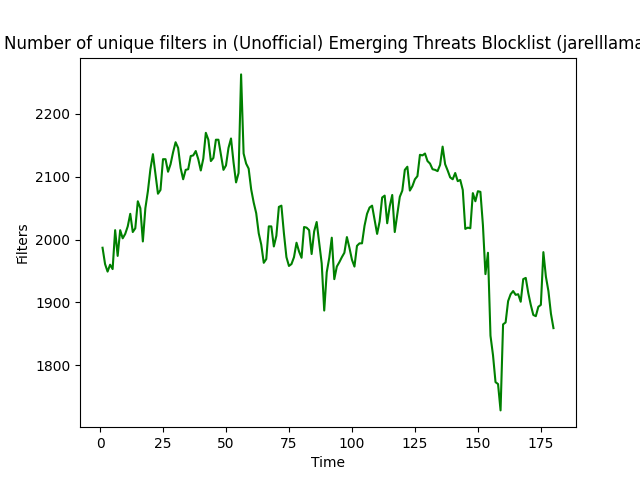 Number of unique filters in (Unofficial) Emerging Threats Blocklist (jarelllama
2200
2100
2000
1900
1800
Filters
0 25 50 75 100 125 150 175
Time